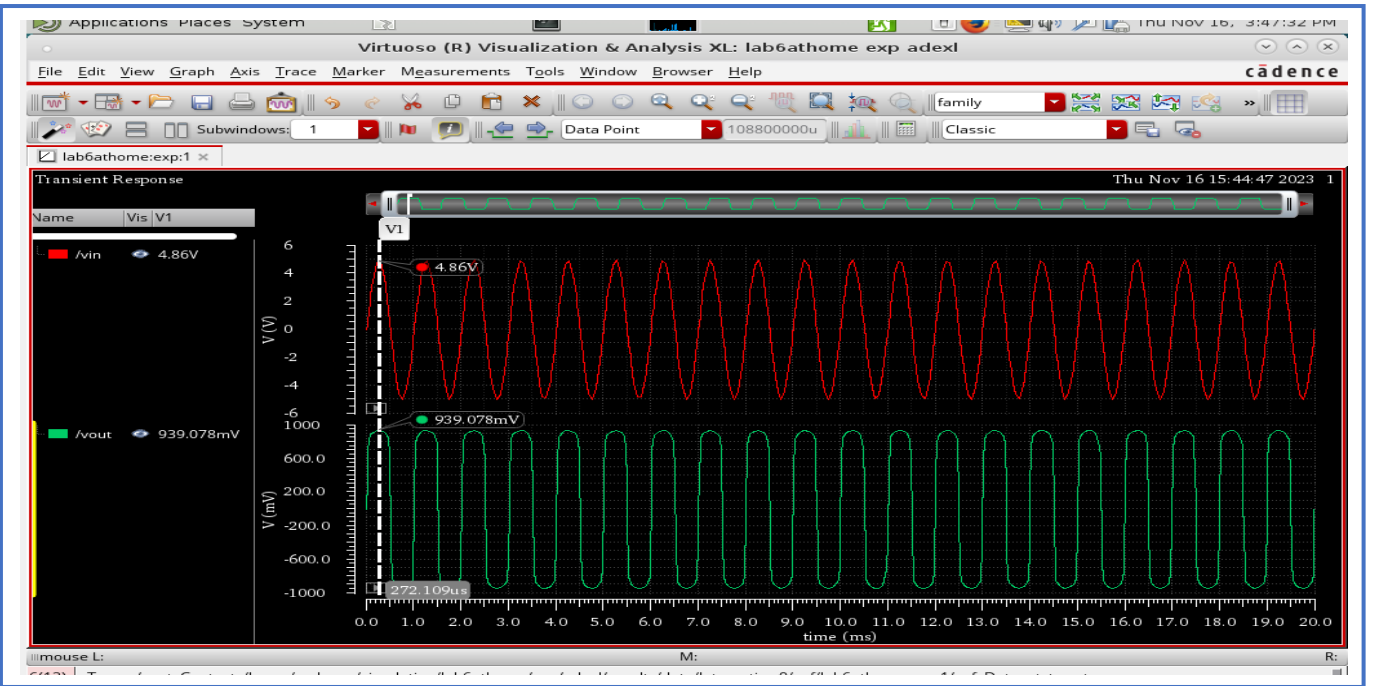 Applications Places System Thu Nov 16, 3:47:32 PM
Virtuoso (R) Visualization & Analysis XL: lab6athome exp adexl
File Edit View Graph Axis Trace Marker Measurements Tools Window Browser Help cādence
family »
Subwindows: 1 Data Point 108800000u Classic
lab6athome:exp:1
Transient Response Thu Nov 16 15:44:47 2023 1
Name Vis V1
V1
/vin 4.86V
4.86V
6
4
2
0
-2
-4
-6
V (V)
/vout 939.078mV
939.078mV
1000
600.0
200.0
-200.0
-600.0
-1000
V (mV)
272.109us
0.0 1.0 2.0 3.0 4.0 5.0 6.0 7.0 8.0 9.0 10.0 11.0 12.0 13.0 14.0 15.0 16.0 17.0 18.0 19.0 20.0
time (ms)
mouse L: M: R: